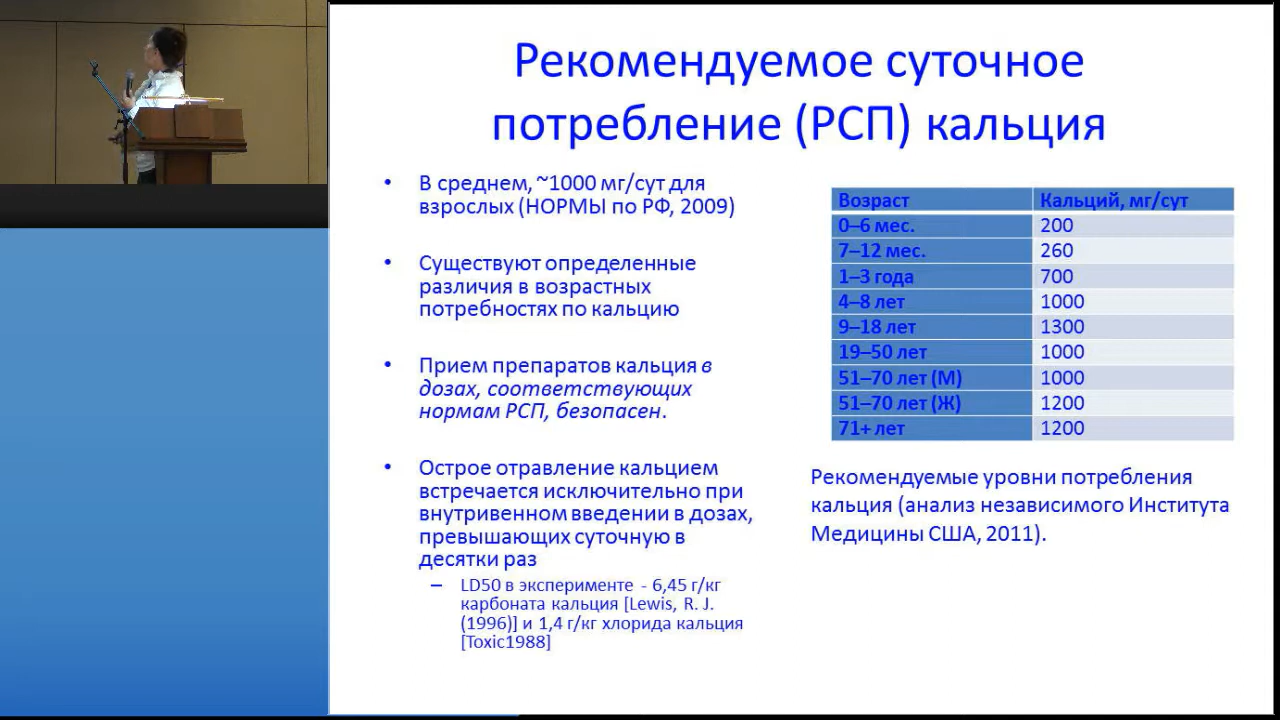 Рекомендуемое суточное
потребление (РСП) кальция
• В среднем, ~1000 мг/сут для
взрослых (НОРМЫ по РФ, 2009)
• Существуют определенные
различия в возрастных
потребностях по кальцию
• Прием препаратов кальция в
дозах, соответствующих
нормам РСП, безопасен.
• Острое отравление кальцием
встречается исключительно при
внутривенном введении в дозах,
превышающих суточную в
десятки раз
– LD50 в эксперименте - 6,45 г/кг
карбоната кальция [Lewis, R. J.
(1996)] и 1,4 г/кг хлорида кальция
[Toxic1988]
Возраст Кальций, мг/сут
0–6 мес. 200
7–12 мес. 260
1–3 года 700
4–8 лет 1000
9–18 лет 1300
19–50 лет 1000
51–70 лет (М) 1000
51–70 лет (Ж) 1200
71+ лет 1200
Рекомендуемые уровни потребления
кальция (анализ независимого Института
Медицины США, 2011).